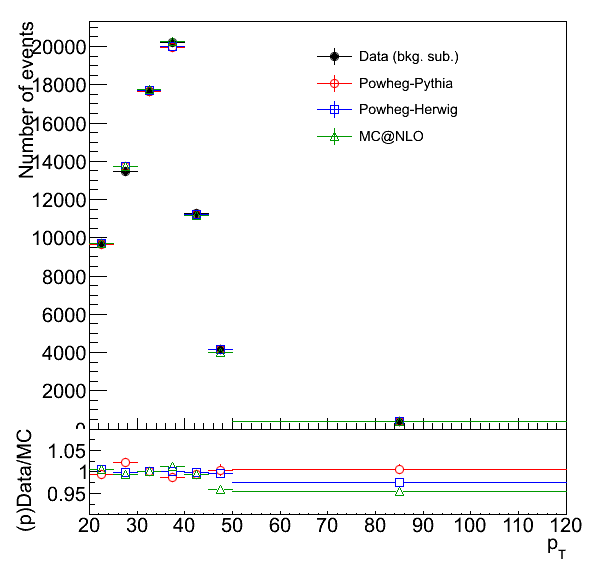 Number of events
20000
18000
16000
14000
12000
10000
8000
6000
4000
2000
0
Data (bkg. sub.)
Powheg-Pythia
Powheg-Herwig
MC@NLO
(p)Data/MC
1.05
1
0.95
20 30 40 50 60 70 80 90 100 110 120
pT